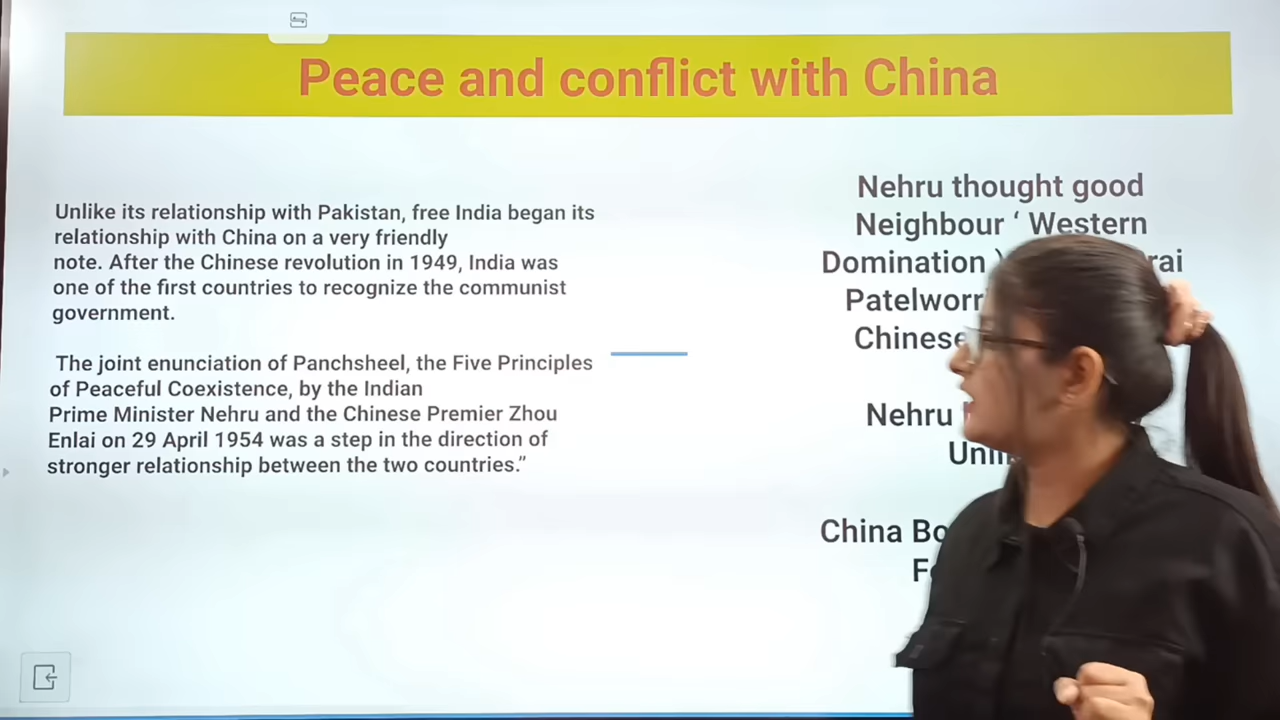 Peace and conflict with China
Unlike its relationship with Pakistan, free India began its
relationship with China on a very friendly
note. After the Chinese revolution in 1949, India was
one of the first countries to recognize the communist
government.
The joint enunciation of Panchsheel, the Five Principles
of Peaceful Coexistence, by the Indian
Prime Minister Nehru and the Chinese Premier Zhou
Enlai on 29 April 1954 was a step in the direction of
stronger relationship between the two countries.”
Nehru thought good
Neighbour ‘ Western
Domination
Chinese
Nehru
China